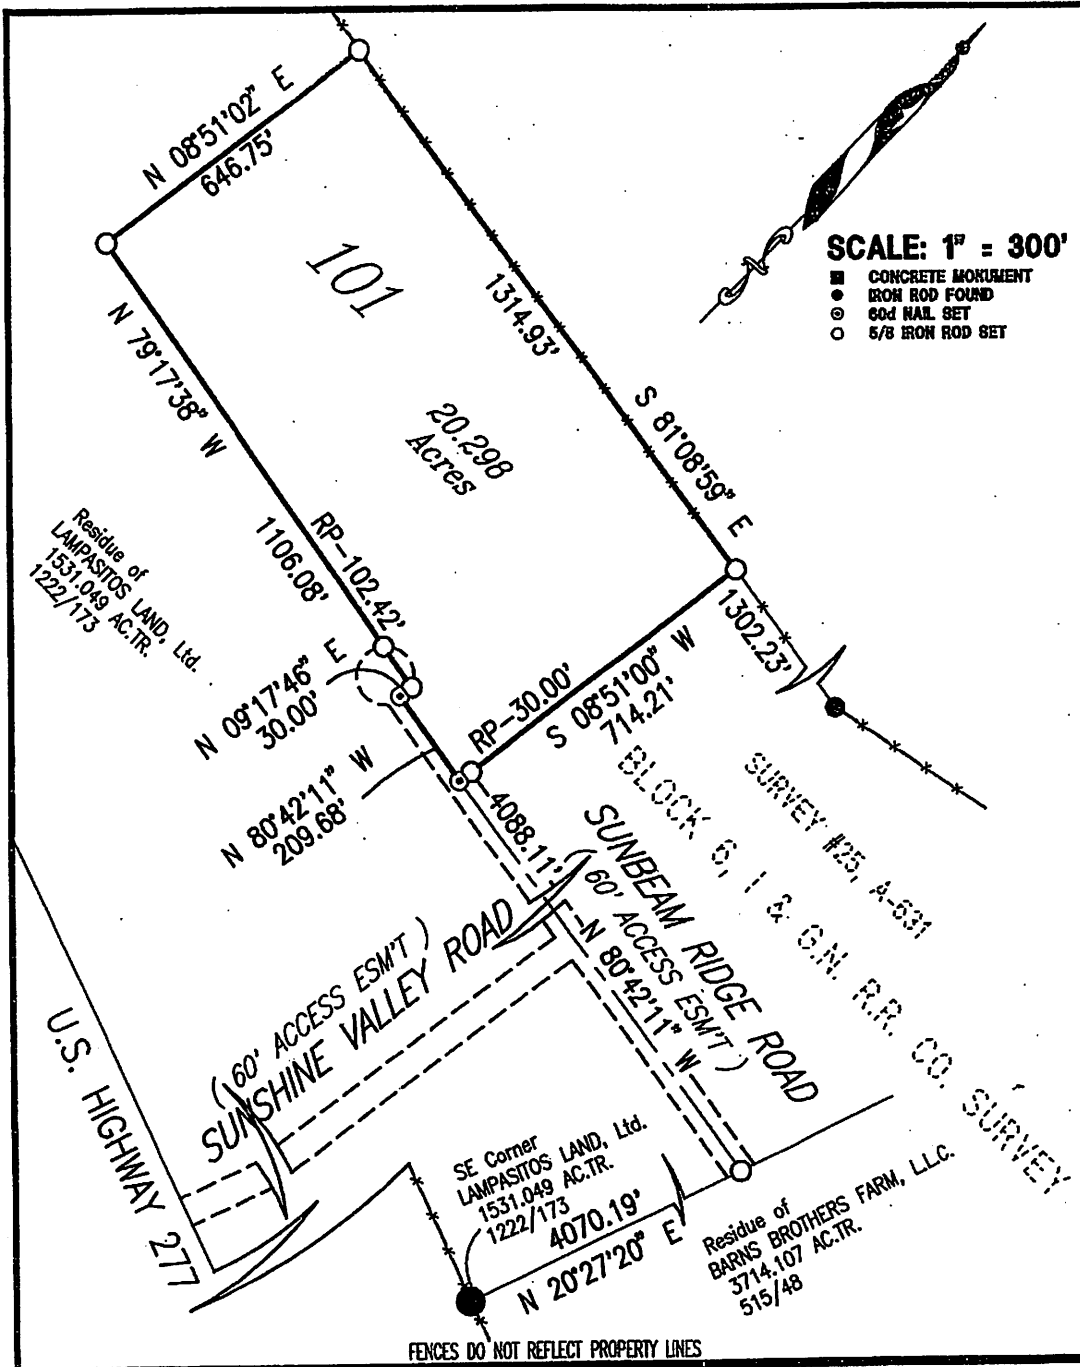 N 08°51'02" E
646.75'
101
1314.93'
SCALE: 1" = 300'
CONCRETE MONUMENT
IRON ROD FOUND
60d NAIL SET
5/8 IRON ROD SET
N 79°17'38" W
1106.08'
RP-102.42'
20.298
Acres
S 81°08'59" E
1302.23'
Residue of
LAMPASITOS LAND, Ltd.
1531.049 AC.TR.
1222/173
N 09°17'46" E
30.00'
RP-30.00'
S 08°51'00" W
714.21'
N 80°42'11" W
209.68'
4088.11'
BLOCK 6, I & G.N. R.R. CO. SURVEY
SURVEY #25, A-631
SUNBEAM RIDGE ROAD
( 60' ACCESS ESM'T )
N 80°42'11" W
( 60' ACCESS ESM'T )
SUNSHINE VALLEY ROAD
U.S. HIGHWAY 277
SE Corner
LAMPASITOS LAND, Ltd.
1531.049 AC.TR.
1222/173
4070.19'
N 20°27'20" E
Residue of
BARNS BROTHERS FARM, L.L.C.
3714.107 AC.TR.
515/48
FENCES DO NOT REFLECT PROPERTY LINES